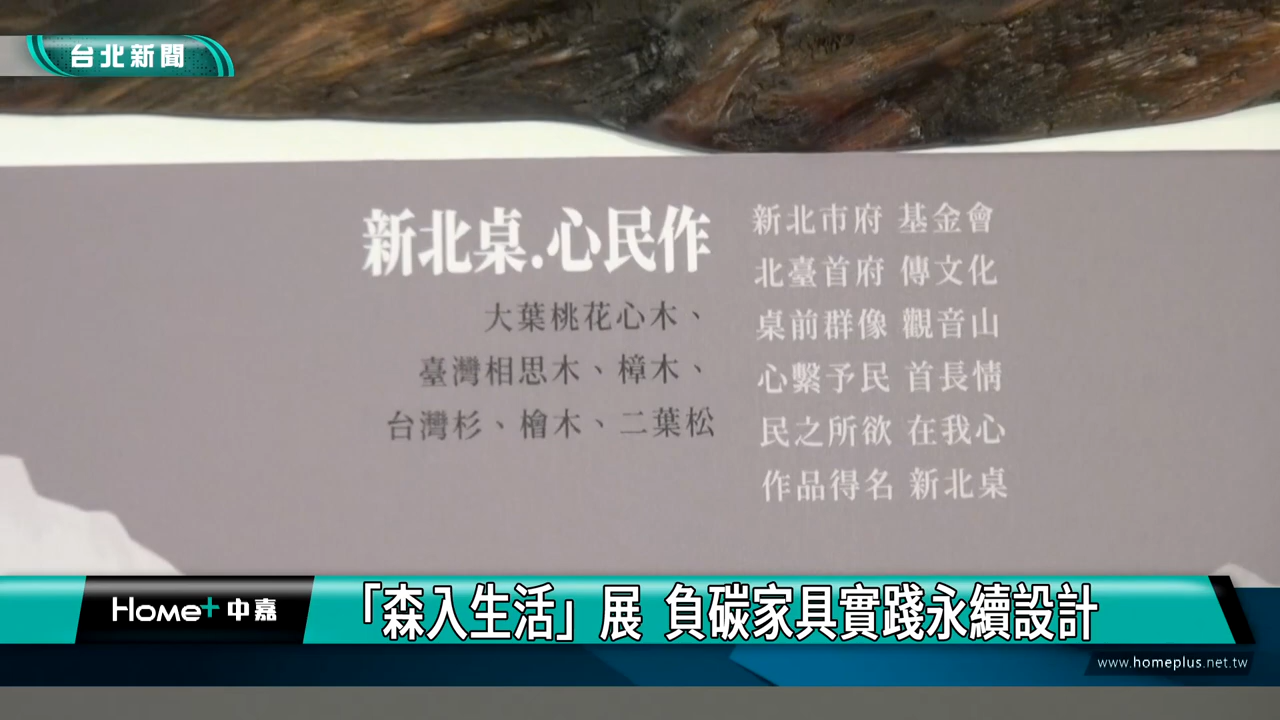 台北新聞
新北桌.心民作
大葉桃花心木、
臺灣相思木、樟木、
台灣杉、檜木、二葉松
新北市府 基金會
北臺首府 傳文化
桌前群像 觀音山
心繫予民 首長情
民之所欲 在我心
作品得名 新北桌
Home+中嘉
「森入生活」展 負碳家具實踐永續設計
www.homeplus.net.tw